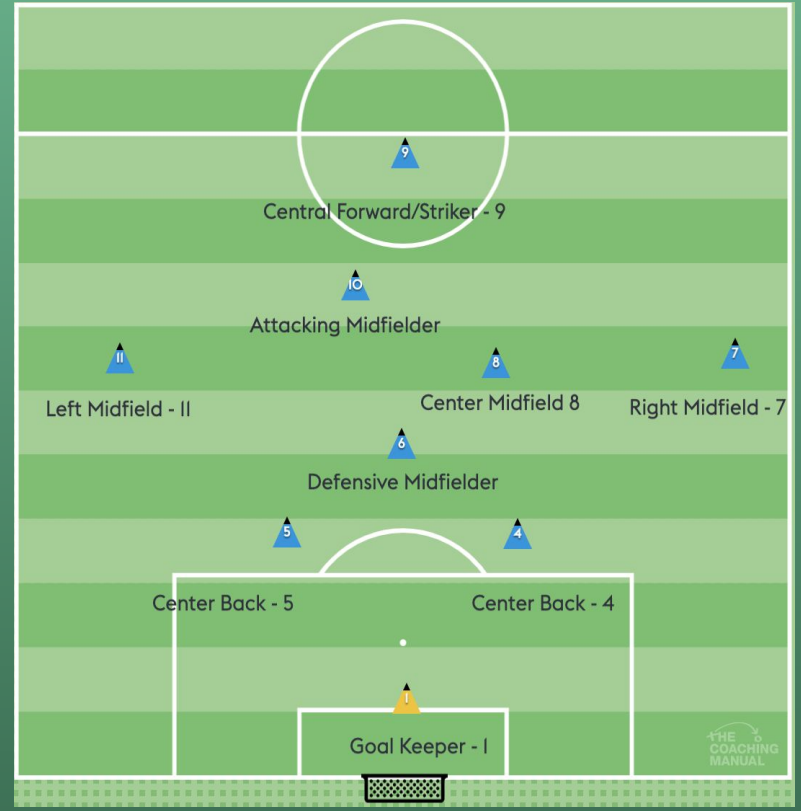 9
Central Forward/Striker - 9
10
Attacking Midfielder
11
8
7
Left Midfield - 11
Center Midfield 8
Right Midfield - 7
6
Defensive Midfielder
5
4
Center Back - 5
Center Back - 4
1
Goal Keeper - 1
THE
COACHING
MANUAL